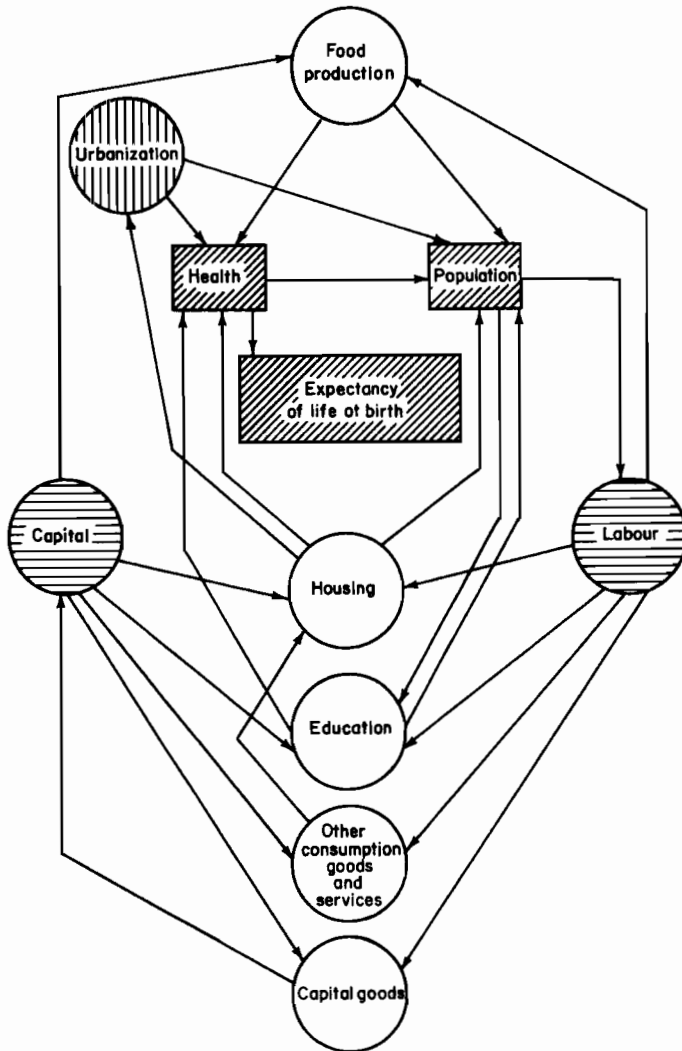 Food
production
Urbanization
Health
Population
Expectancy
of life at birth
Capital
Labour
Housing
Education
Other
consumption
goods
and
services
Capital goods